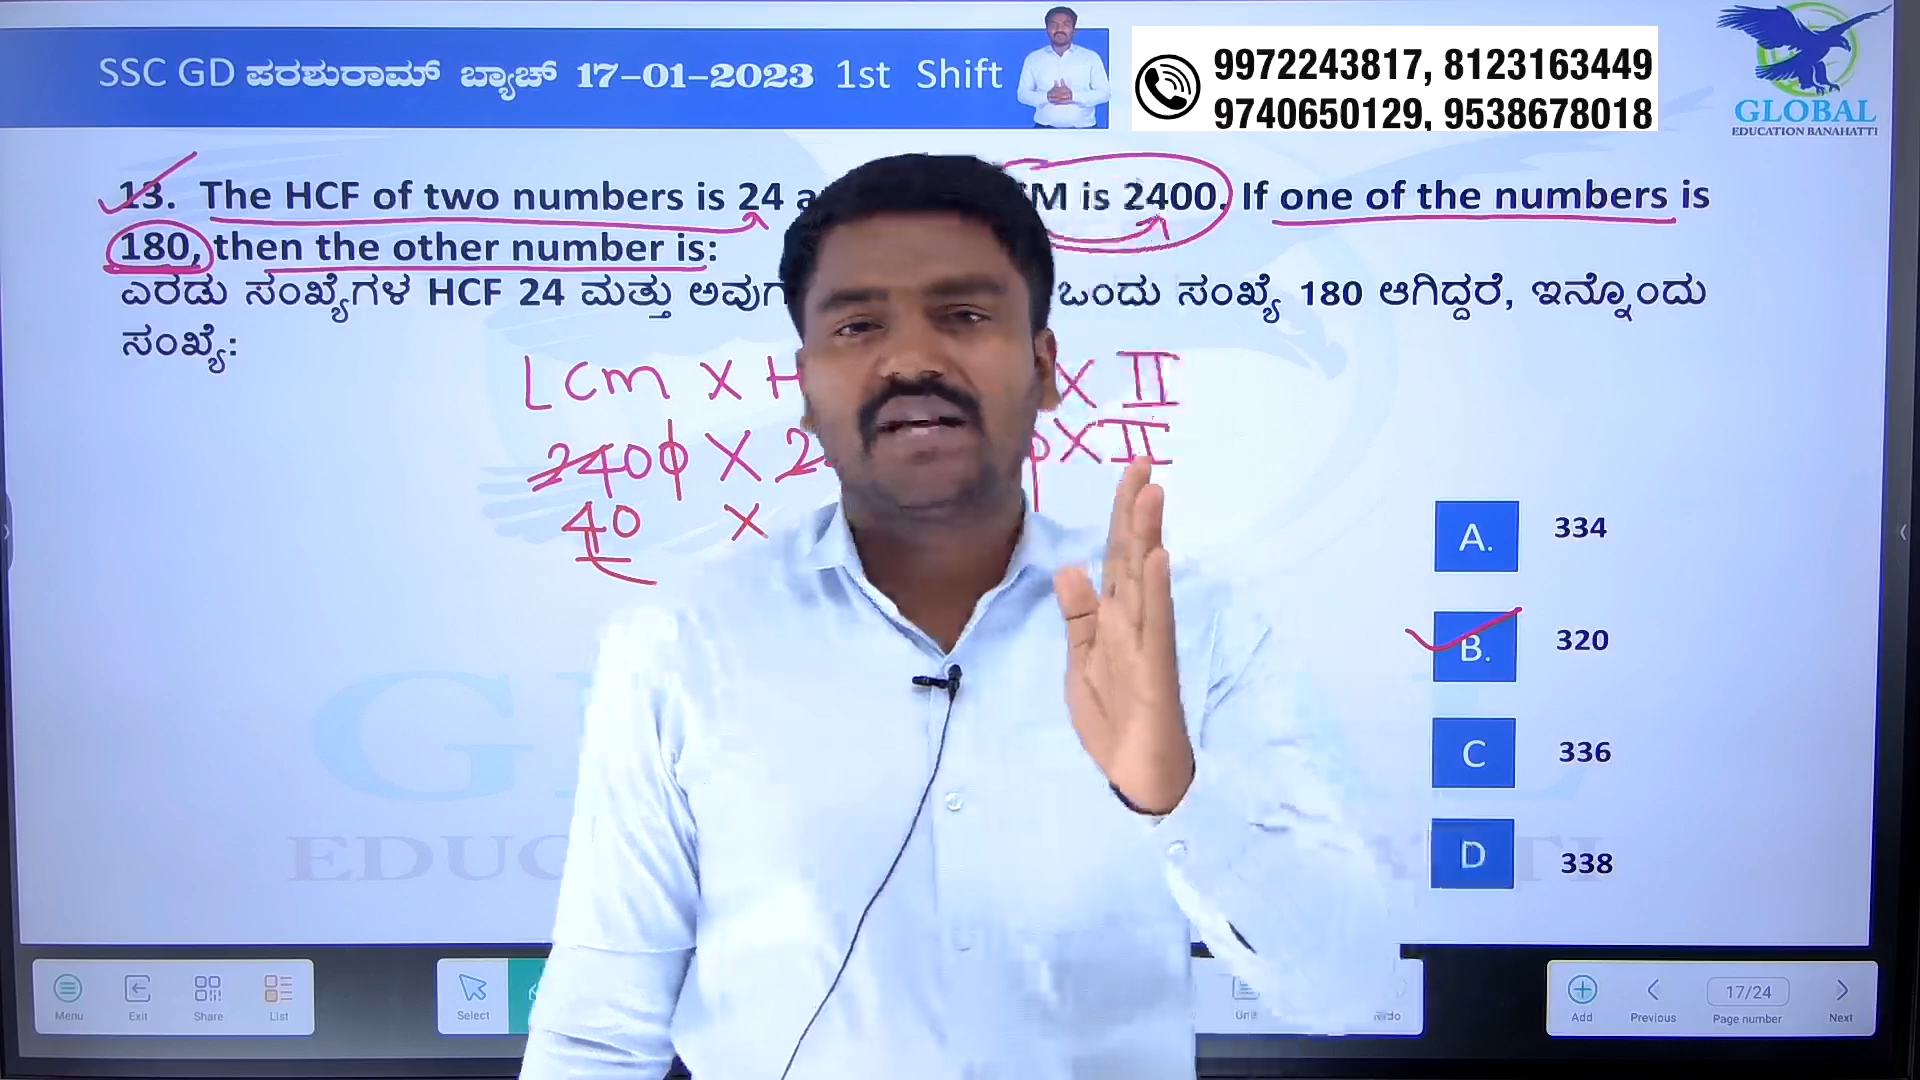 SSC GD ಪರಶುರಾಮ್ ಬ್ಯಾಚ್ 17-01-2023 1st Shift
9972243817, 8123163449
9740650129, 9538678018
GLOBAL
EDUCATION BANAHATTI
13. The HCF of two numbers is 24 M is 2400. If one of the numbers is
180, then the other number is:
ಎರಡು ಸಂಖ್ಯೆಗಳ HCF 24 ಮತ್ತು ಒಂದು ಸಂಖ್ಯೆ 180 ಆಗಿದ್ದರೆ, ಇನ್ನೊಂದು
ಸಂಖ್ಯೆ:
LCM X H X II
2400 X 2 X II
40 X
A. 334
B. 320
C 336
D 338
Menu Exit Share List Select Add Previous 17/24 Page number Next